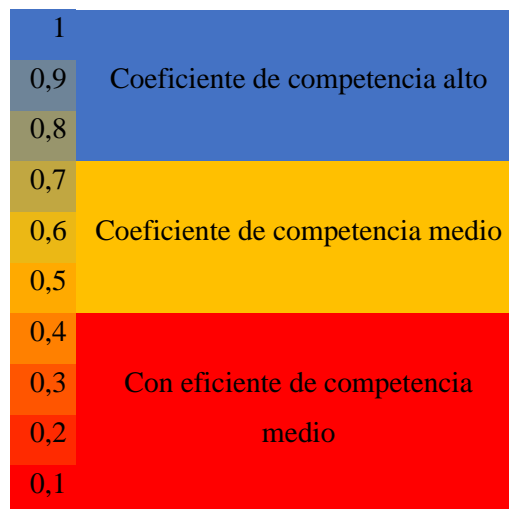 1
0,9 Coeficiente de competencia alto
0,8
0,7
0,6 Coeficiente de competencia medio
0,5
0,4
0,3 Con eficiente de competencia
0,2 medio
0,1